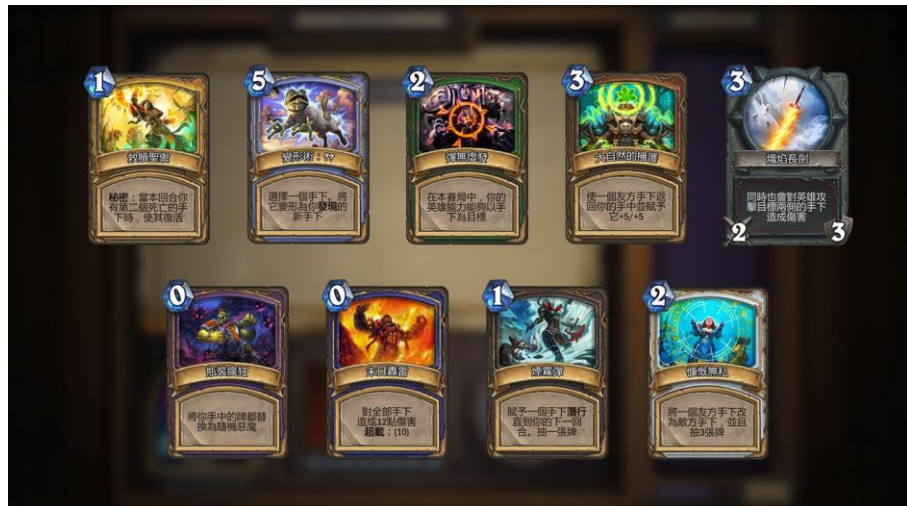 1
救贖聖禦
秘密：當本回合你
有第二個死亡的手
下時，使其復活
5
變形術：??
選擇一個手下，將
它變形為你發現的
新手下
2
彈無虛發
在本賽局中，你的
英雄能力能夠以手
下為目標
3
大自然的擁護
使一個友方手下返
回你的手中並賦予
它+5/+5
3
熾焰長劍
同時也會對英雄攻
擊目標兩側的手下
造成傷害
2
3
0
瓶裝瘋狂
將你手中的牌都替
換為隨機惡魔
0
末日轟雷
對全部手下
造成12點傷害
超載：(10)
1
煙霧彈
賦予一個手下潛行
直到你的下一回
合。抽一張牌
2
慷慨無私
將一個友方手下改
為敵方手下，並且
抽3張牌